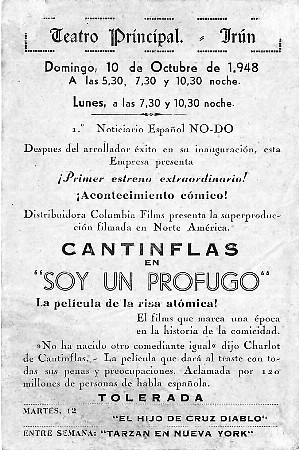 Teatro Principal. - Irún
Domingo, 10 de Octubre de 1.948
A las 5,30, 7,30 y 10,30 noche.
Lunes, a las 7,30 y 10,30 noche.
1.º Noticiario Español NO-DO
Despues del arrollador éxito en su inauguración, esta
Empresa presenta
¡Primer estreno extraordinario!
¡Acontecimiento cómico!
Distribuidora Columbia Films presenta la superproduc-
ción filmada en Norte América.
CANTINFLAS
EN
"SOY UN PROFUGO"
La película de la risa atómica!
El films que marca una época
en la historia de la comicidad.
»No ha nacido otro comediante igual« dijo Charlot
de Cantinflas. - La película que dará al traste con to-
das sus penas y preocupaciones. Aclamada por 120
millones de personas de habla española.
TOLERADA
MARTES, 12
"EL HIJO DE CRUZ DIABLO"
ENTRE SEMANA: "TARZAN EN NUEVA YORK"